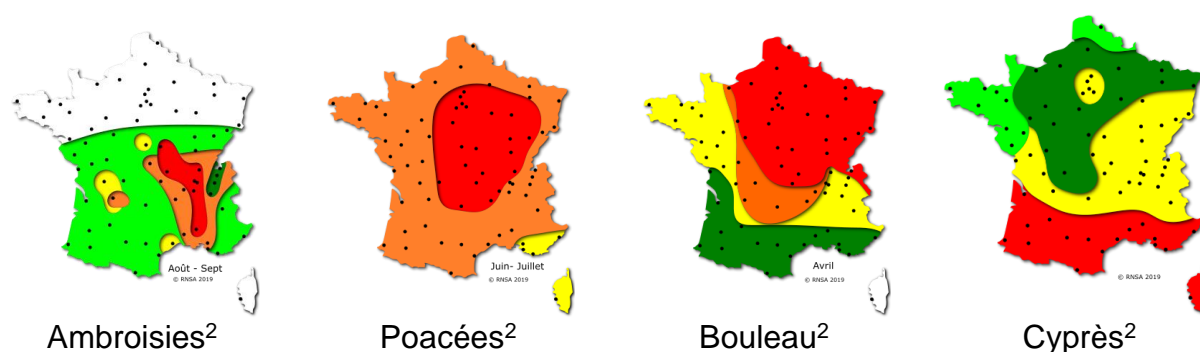 Août - Sept
© RNSA 2019
Juin- Juillet
© RNSA 2019
Avril
© RNSA 2019
© RNSA 2019
Ambroisies²
Poacées²
Bouleau²
Cyprès²